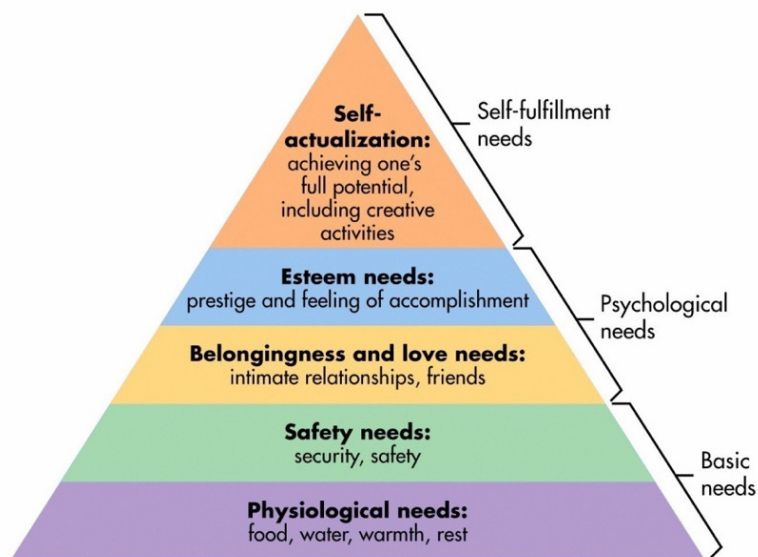 Self-
actualization:
achieving one's
full potential,
including creative
activities
Self-fulfillment
needs
Esteem needs:
prestige and feeling of accomplishment
Psychological
needs
Belongingness and love needs:
intimate relationships, friends
Safety needs:
security, safety
Basic
needs
Physiological needs:
food, water, warmth, rest